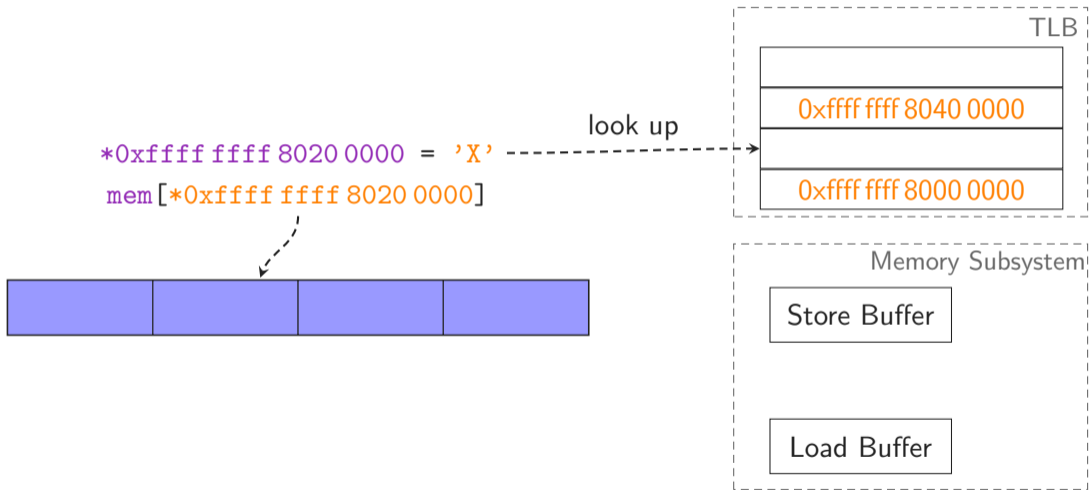 TLB
0xffff ffff 8040 0000
look up
*0xffff ffff 8020 0000 = 'X'
mem[*0xffff ffff 8020 0000]
0xffff ffff 8000 0000
Memory Subsystem
Store Buffer
Load Buffer